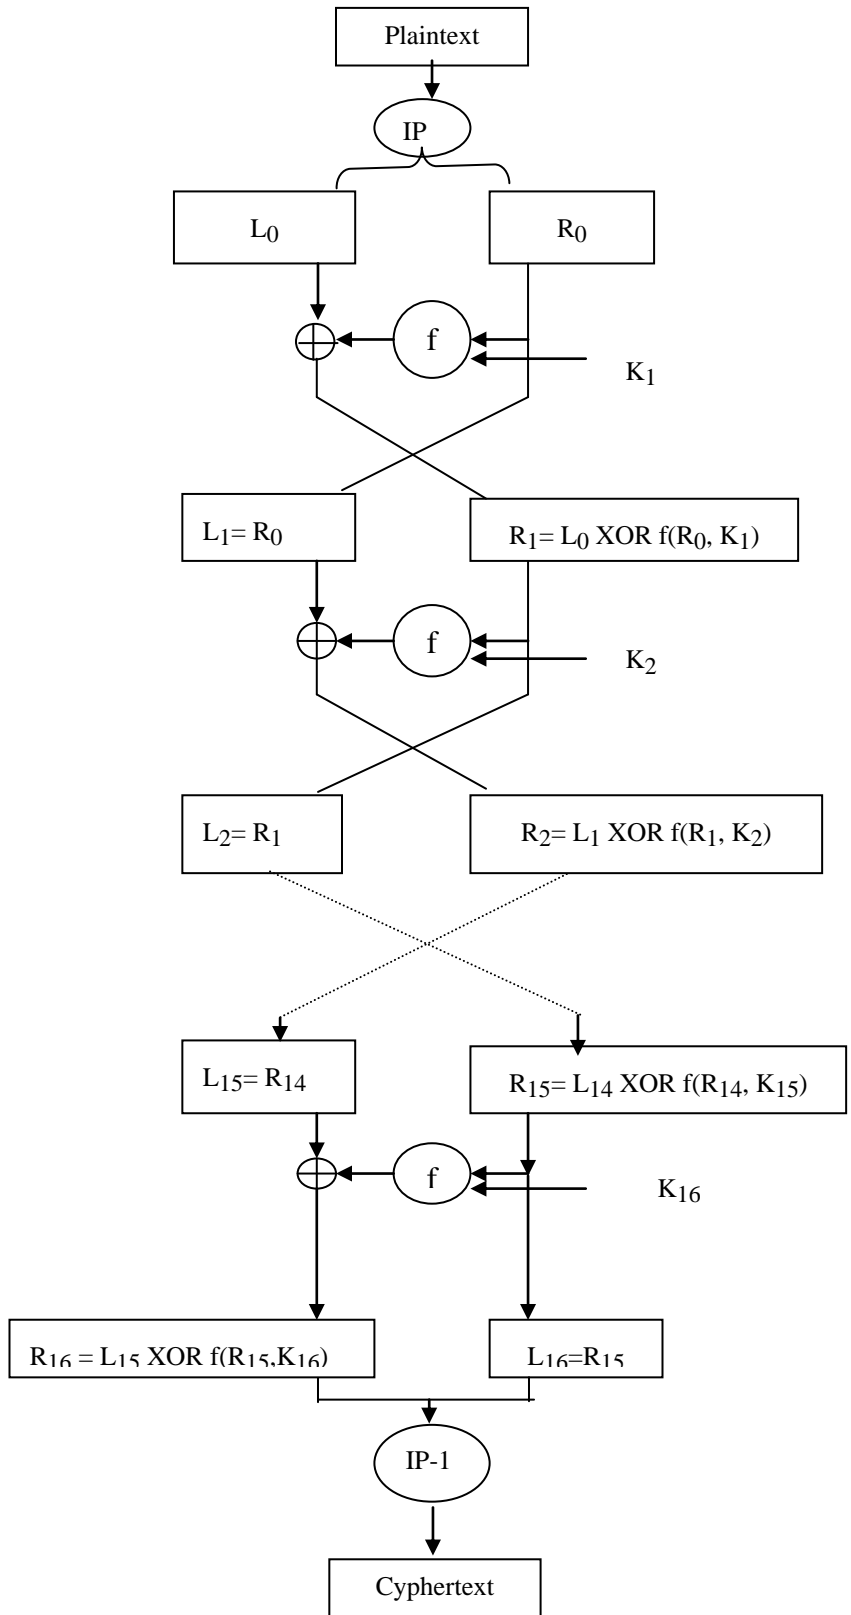 Plaintext
IP
L0
R0
f
K1
L1= R0
R1= L0 XOR f(R0, K1)
f
K2
L2= R1
R2= L1 XOR f(R1, K2)
L15= R14
R15= L14 XOR f(R14, K15)
f
K16
R16 = L15 XOR f(R15,K16)
L16=R15
IP-1
Cyphertext